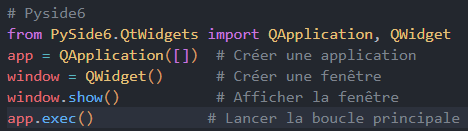 # Pyside6
from PySide6.QtWidgets import QApplication, QWidget
app = QApplication([])  # Créer une application
window = QWidget()      # Créer une fenêtre
window.show()           # Afficher la fenêtre
app.exec()             # Lancer la boucle principale